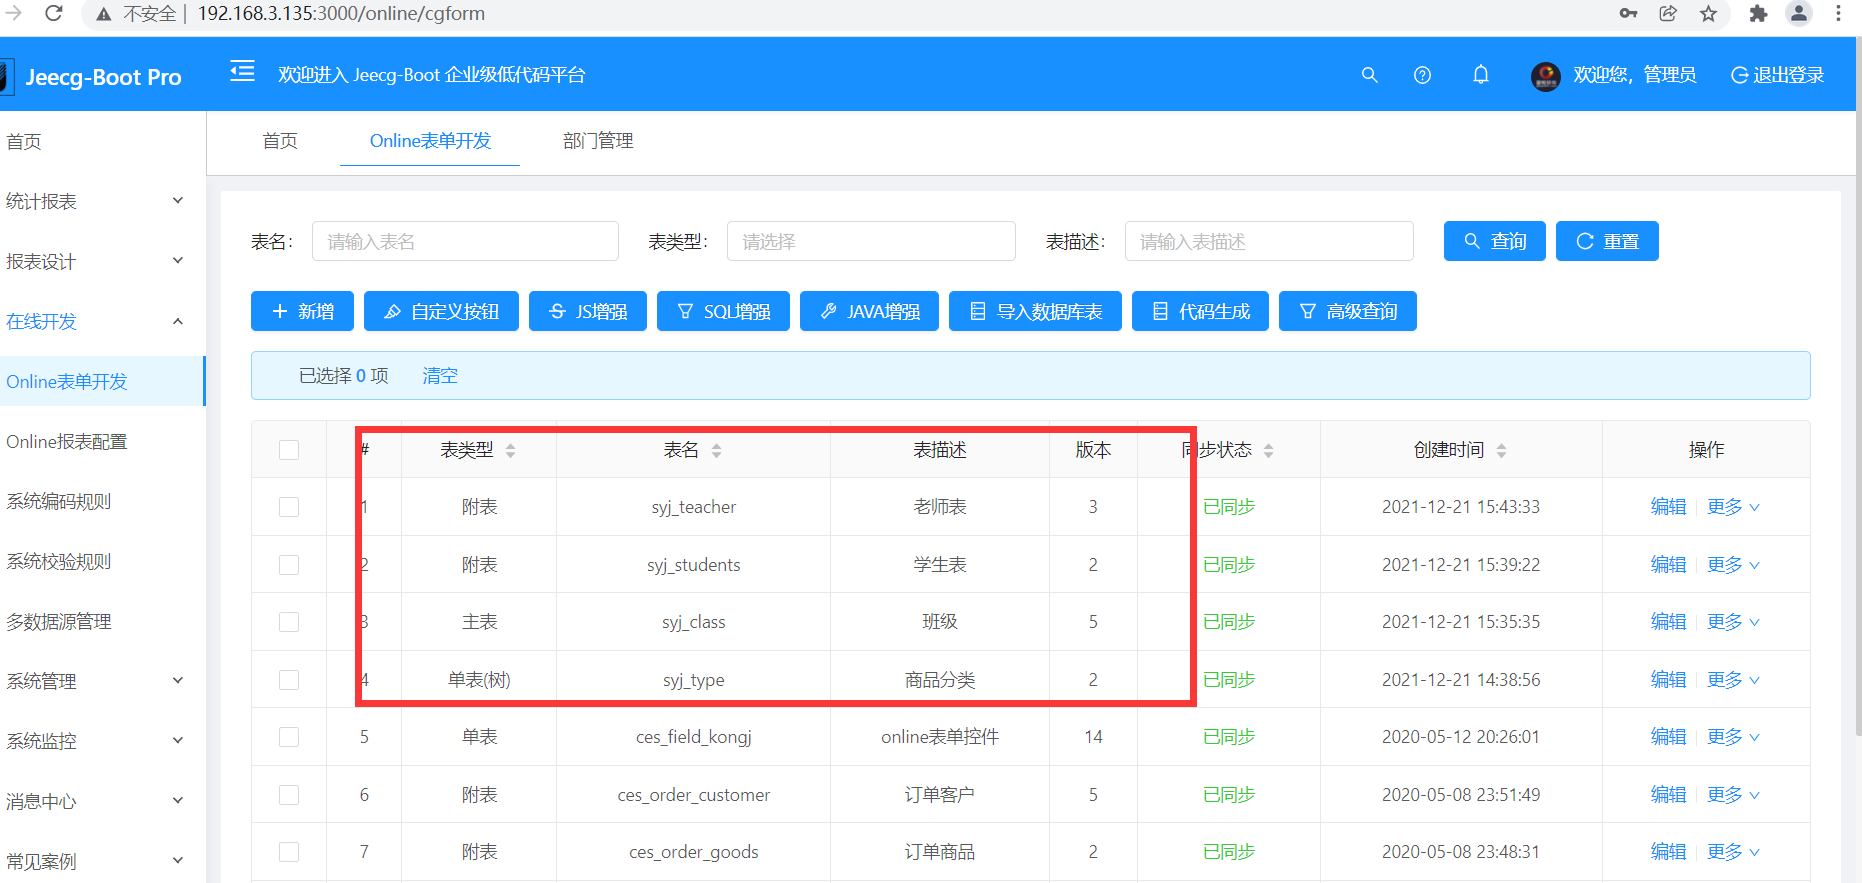 不安全 192.168.3.135:3000/online/cgform
Jeecg-Boot Pro
欢迎进入 Jeecg-Boot 企业级低代码平台
欢迎您，管理员
退出登录
首页
统计报表
报表设计
在线开发
Online表单开发
Online报表配置
系统编码规则
系统校验规则
多数据源管理
系统管理
系统监控
消息中心
常见案例
首页 Online表单开发 部门管理
表名： 请输入表名 表类型： 请选择 表描述： 请输入表描述 查询 重置
新增 自定义按钮 JS增强 SQL增强 JAVA增强 导入数据库表 代码生成 高级查询
已选择 0 项 清空
# 表类型 表名 表描述 版本 同步状态 创建时间 操作
1 附表 syj_teacher 老师表 3 已同步 2021-12-21 15:43:33 编辑 更多
2 附表 syj_students 学生表 2 已同步 2021-12-21 15:39:22 编辑 更多
3 主表 syj_class 班级 5 已同步 2021-12-21 15:35:35 编辑 更多
4 单表(树) syj_type 商品分类 2 已同步 2021-12-21 14:38:56 编辑 更多
5 单表 ces_field_kongj online表单控件 14 已同步 2020-05-12 20:26:01 编辑 更多
6 附表 ces_order_customer 订单客户 5 已同步 2020-05-08 23:51:49 编辑 更多
7 附表 ces_order_goods 订单商品 2 已同步 2020-05-08 23:48:31 编辑 更多